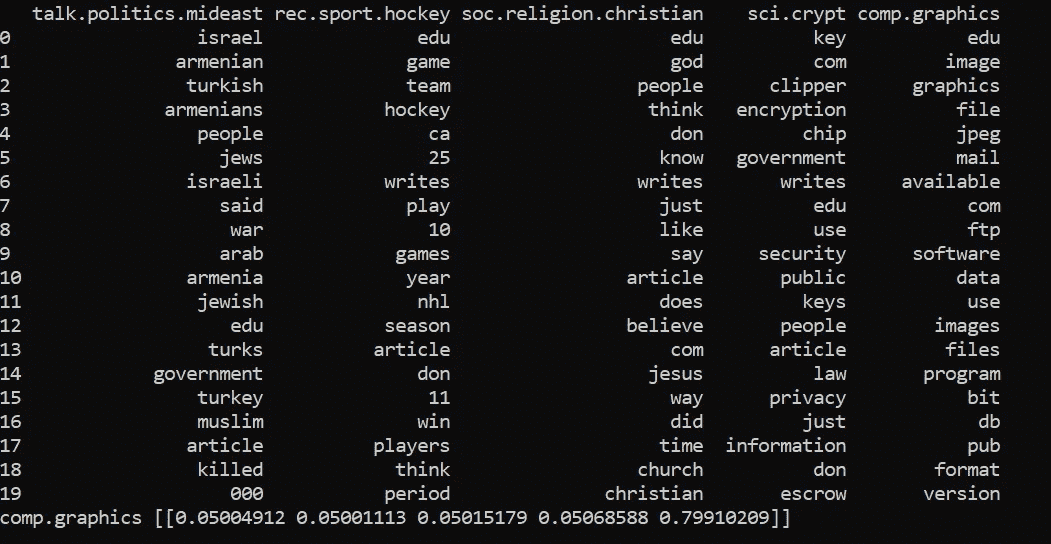 talk.politics.mideast rec.sport.hockey soc.religion.christian sci.crypt comp.graphics
0 israel edu edu key edu
1 armenian game god com image
2 turkish team people clipper graphics
3 armenians hockey think encryption file
4 people ca don chip jpeg
5 jews 25 know government mail
6 israeli writes writes writes available
7 said play just edu com
8 war 10 like use ftp
9 arab games say security software
10 armenia year article public data
11 jewish nhl does keys use
12 edu season believe people images
13 turks article com article files
14 government don jesus law program
15 turkey 11 way privacy bit
16 muslim win did just db
17 article players time information pub
18 killed think church don format
19 000 period christian escrow version
comp.graphics [[0.05004912 0.05001113 0.05015179 0.05068588 0.79910209]]